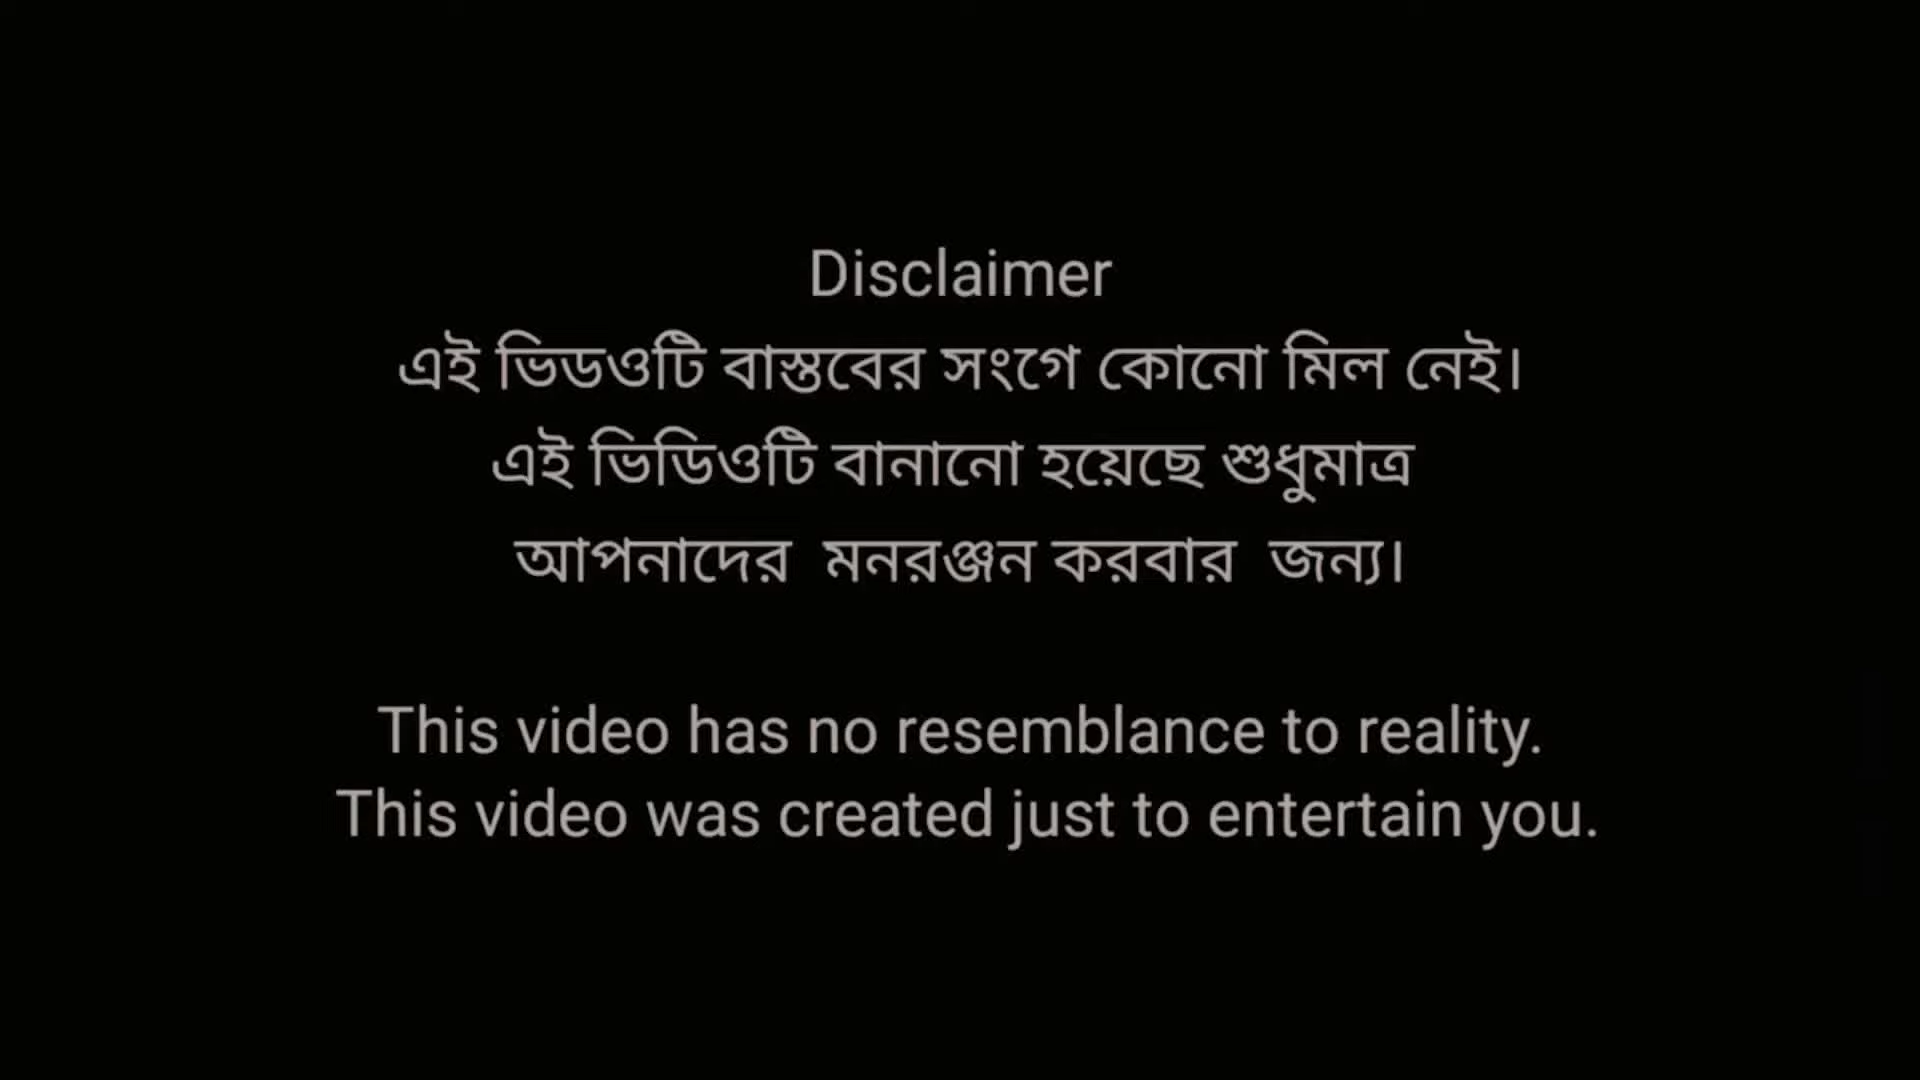 Disclaimer
এই ভিডওটি বাস্তবের সংগে কোনো মিল নেই।
এই ভিডিওটি বানানো হয়েছে শুধুমাত্র
আপনাদের মনরঞ্জন করবার জন্য।
This video has no resemblance to reality.
This video was created just to entertain you.